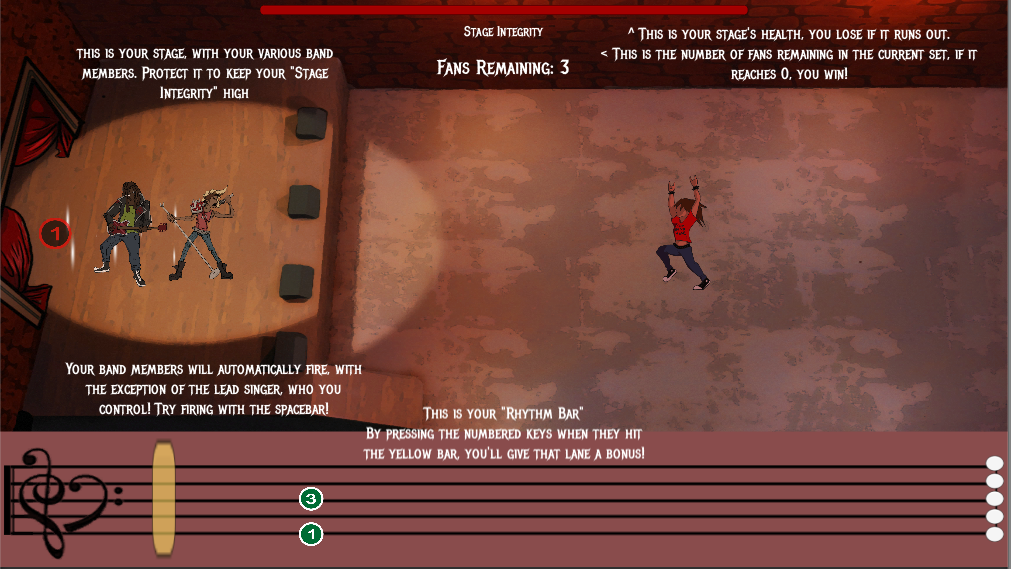 Stage Integrity
Fans Remaining: 3
^ This is your stage's health, you lose if it runs out.
< This is the number of fans remaining in the current set, if it
reaches 0, you win!
This is your stage, with your various band
members. Protect it to keep your "Stage
Integrity" high
1
Your band members will automatically fire, with
the exception of the lead singer, who you
control! Try firing with the spacebar!
This is your "Rhythm Bar"
By pressing the numbered keys when they hit
the yellow bar, you'll give that lane a bonus!
3
1